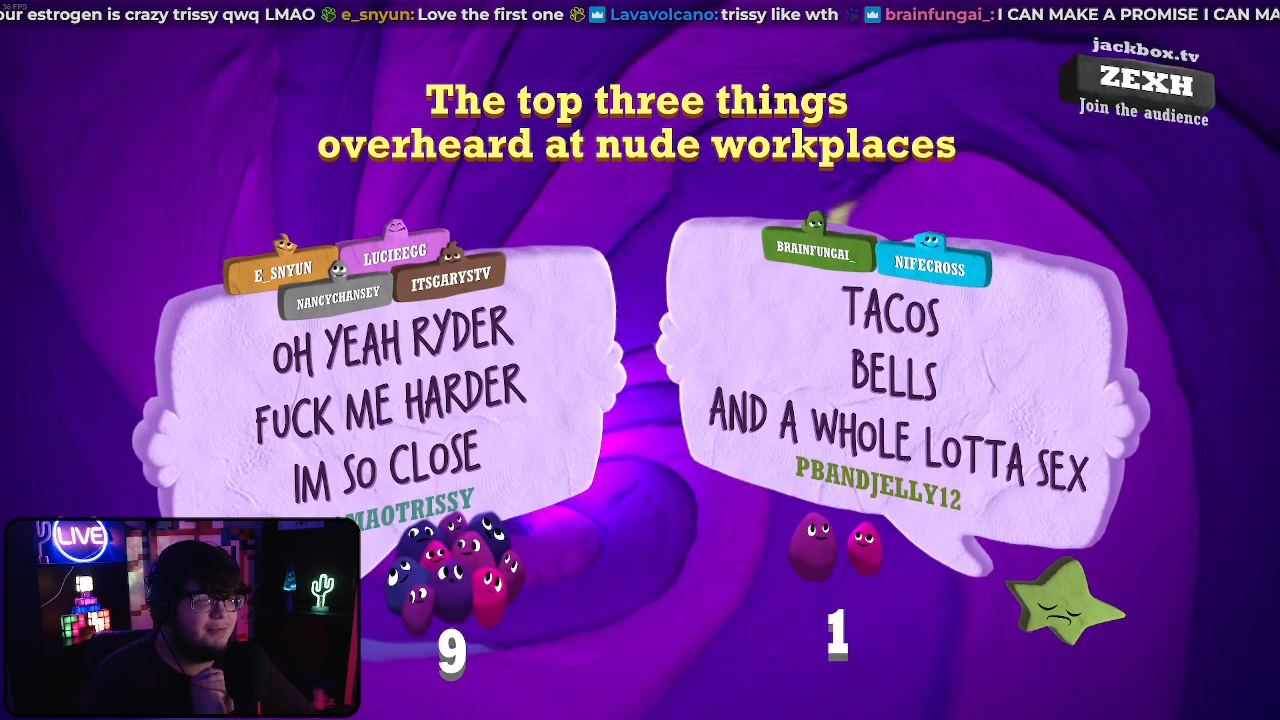 36 FPS
our estrogen is crazy trissy qwq LMAO e_snyun: Love the first one Lavavolcano: trissy like wth brainfungai_: I CAN MAKE A PROMISE I CAN MA
jackbox.tv
ZEXH
Join the audience
The top three things
overheard at nude workplaces
E_SNYUN
LUCIEEGG
NANCYCHANSEY
ITSGARYSTV
OH YEAH RYDER
FUCK ME HARDER
IM SO CLOSE
MAOTRISSY
9
BRAINFUNGAI_
NIFECROSS
TACOS
BELLS
AND A WHOLE LOTTA SEX
PBANDJELLY12
1
LIVE